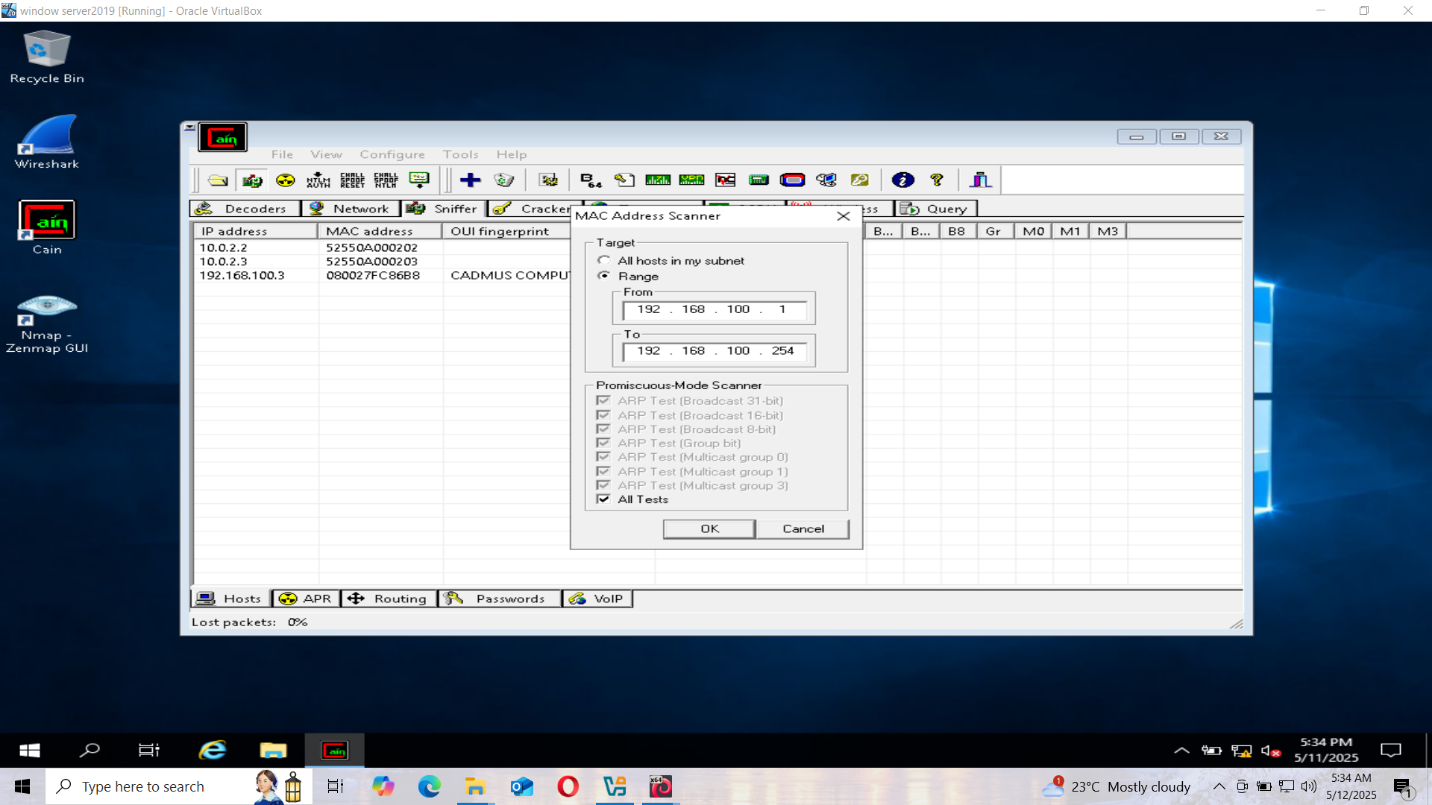 window server2019 [Running] - Oracle VirtualBox
Recycle Bin
Wireshark
Cain
Nmap -
Zenmap GUI
File View Configure Tools Help
Decoders Network Sniffer Cracker Query
IP address MAC address OUI fingerprint B... B... B8 Gr M0 M1 M3
10.0.2.2 52550A000202
10.0.2.3 52550A000203
192.168.100.3 080027FC86B8 CADMUS COMPUT
MAC Address Scanner
Target
All hosts in my subnet
Range
From
192 . 168 . 100 . 1
To
192 . 168 . 100 . 254
Promiscuous-Mode Scanner
ARP Test (Broadcast 31-bit)
ARP Test (Broadcast 16-bit)
ARP Test (Broadcast 8-bit)
ARP Test (Group bit)
ARP Test (Multicast group 0)
ARP Test (Multicast group 1)
ARP Test (Multicast group 3)
All Tests
OK Cancel
Hosts APR Routing Passwords VoIP
Lost packets: 0%
5:34 PM
5/11/2025
Type here to search
23°C Mostly cloudy
5:34 AM
5/12/2025